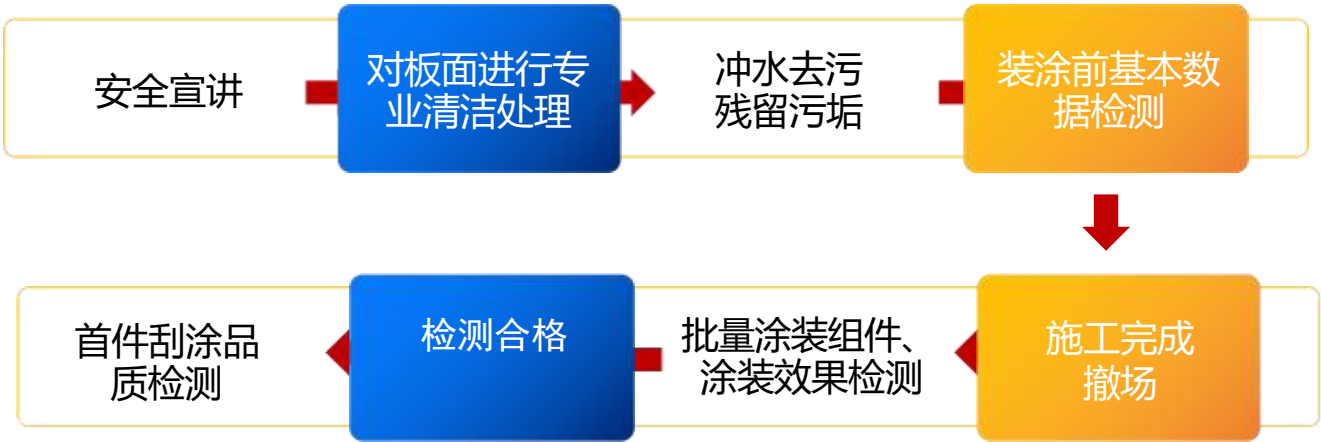 安全宣讲
对板面进行专
业清洁处理
冲水去污
残留污垢
装涂前基本数
据检测
首件刮涂品
质检测
检测合格
批量涂装组件、
涂装效果检测
施工完成
撤场